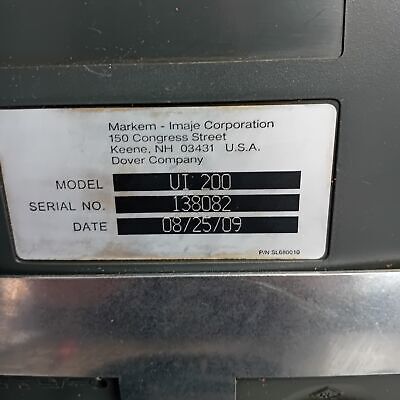 Markem - Imaje Corporation
150 Congress Street
Keene, NH 03431 U.S.A.
Dover Company
MODEL UT 200
SERIAL NO. 138082
DATE 08/25/09
P/N SL680010